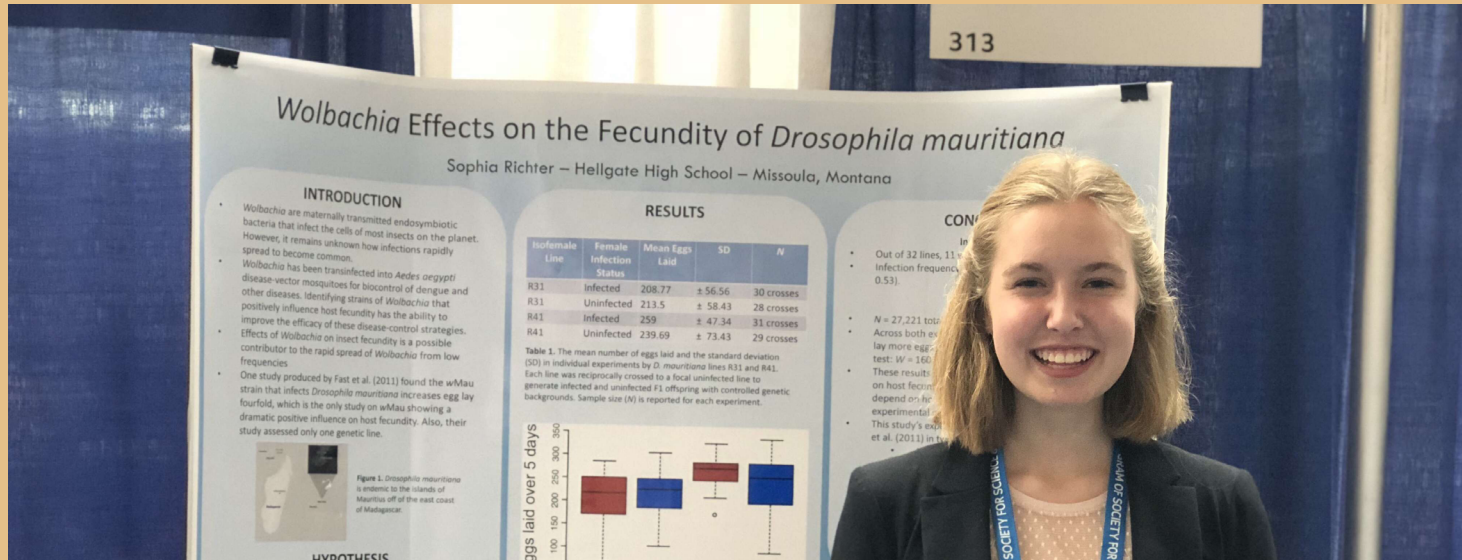 313
Wolbachia Effects on the Fecundity of Drosophila mauritiana
Sophia Richter – Hellgate High School – Missoula, Montana
INTRODUCTION
• Wolbachia are maternally transmitted endosymbiotic
bacteria that infect the cells of most insects on the planet.
However, it remains unknown how infections rapidly
spread to become common.
• Wolbachia has been transinfected into Aedes aegypti
disease-vector mosquitoes for biocontrol of dengue and
other diseases. Identifying strains of Wolbachia that
positively influence host fecundity has the ability to
improve the efficacy of these disease-control strategies.
• Effects of Wolbachia on insect fecundity is a possible
contributor to the rapid spread of Wolbachia from low
frequencies
• One study produced by Fast et al. (2011) found the wMau
strain that infects Drosophila mauritiana increases egg lay
fourfold, which is the only study on wMau showing a
dramatic positive influence on host fecundity. Also, their
study assessed only one genetic line.
Figure 1. Drosophila mauritiana
is endemic to the islands of
Mauritius off of the east coast
of Madagascar.
HYPOTHESIS
RESULTS
Isofemale Line Female Infection Status Mean Eggs Laid SD N
R31 Infected 208.77 ± 56.56 30 crosses
R31 Uninfected 213.5 ± 58.43 28 crosses
R41 Infected 259 ± 47.34 31 crosses
R41 Uninfected 239.69 ± 73.43 29 crosses
Table 1. The mean number of eggs laid and the standard deviation
(SD) in individual experiments by D. mauritiana lines R31 and R41.
Each line was reciprocally crossed to a focal uninfected line to
generate infected and uninfected F1 offspring with controlled genetic
backgrounds. Sample size (N) is reported for each experiment.
ggs laid over 5 days
350
300
250
200
150
100
CON
In
• Out of 32 lines, 11
• Infection frequency
0.53).
• N = 27,221 tota
• Across both ex
lay more eggs
test: W = 160
• These results
on host fecun
depend on ho
experimental
• This study's exp
et al. (2011) in
SOCIETY FOR SCIENCE
RAM OF SOCIETY FOR